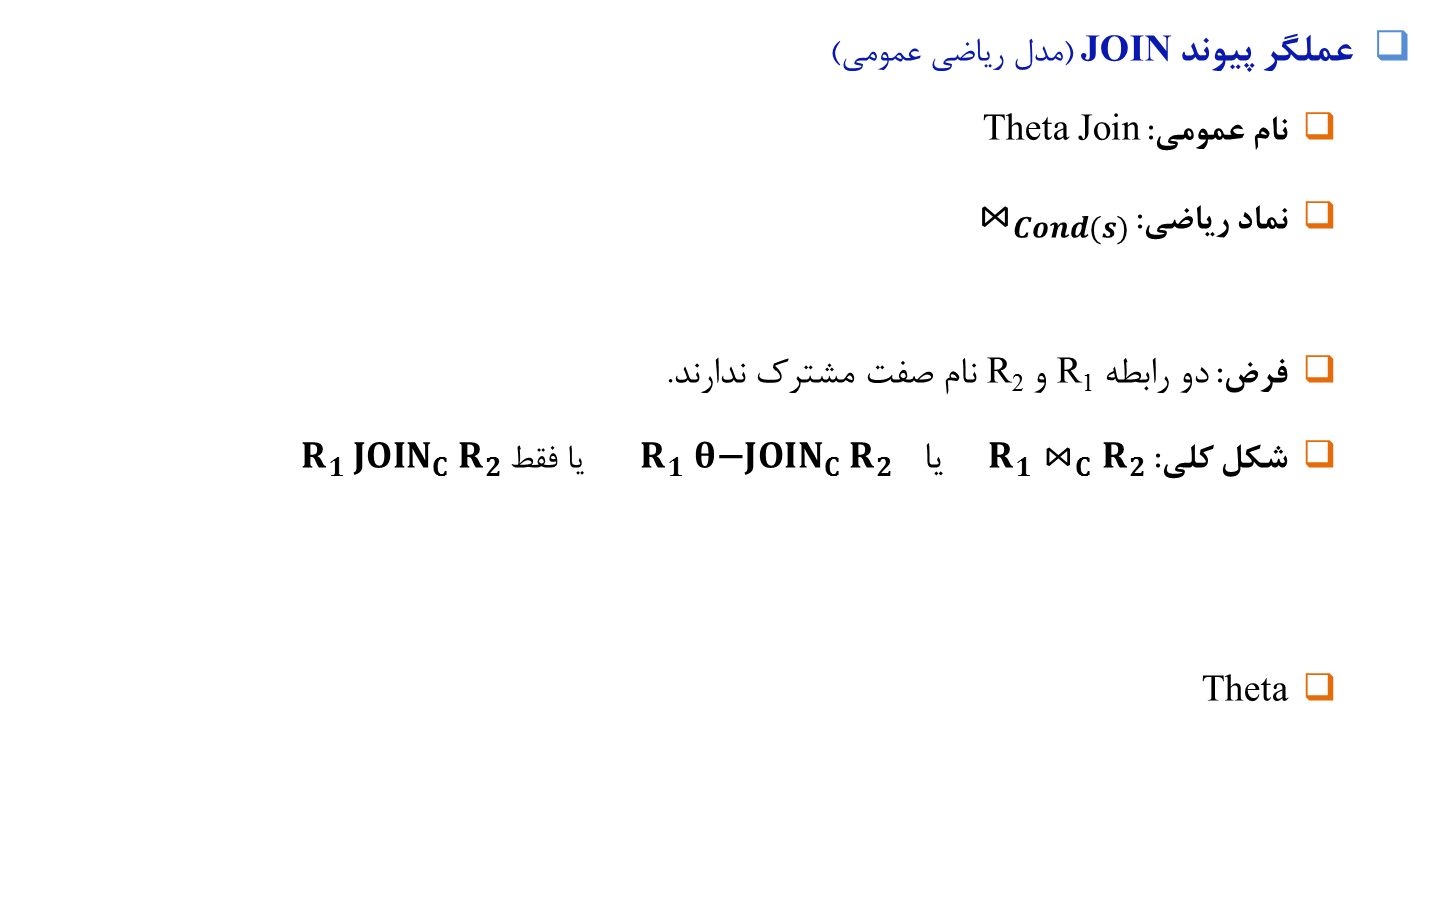 عملگر پیوند JOIN (مدل ریاضی عمومی)
نام عمومی: Theta Join
نماد ریاضی: ⋈Cond(s)
فرض: دو رابطه R1 و R2 نام صفت مشترک ندارند.
شکل کلی: R1 ⋈C R2 یا R1 θ−JOINC R2 یا فقط R1 JOINC R2
Theta